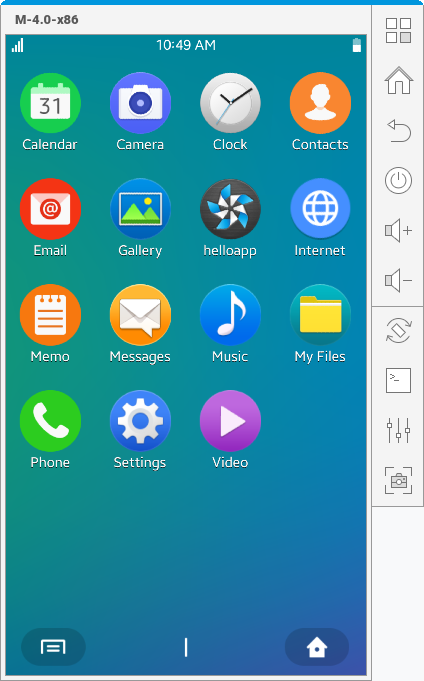 M-4.0-x86
10:49 AM
31
Calendar
Camera
Clock
Contacts
@
Email
Gallery
helloapp
Internet
Memo
Messages
Music
My Files
Phone
Settings
Video
>_